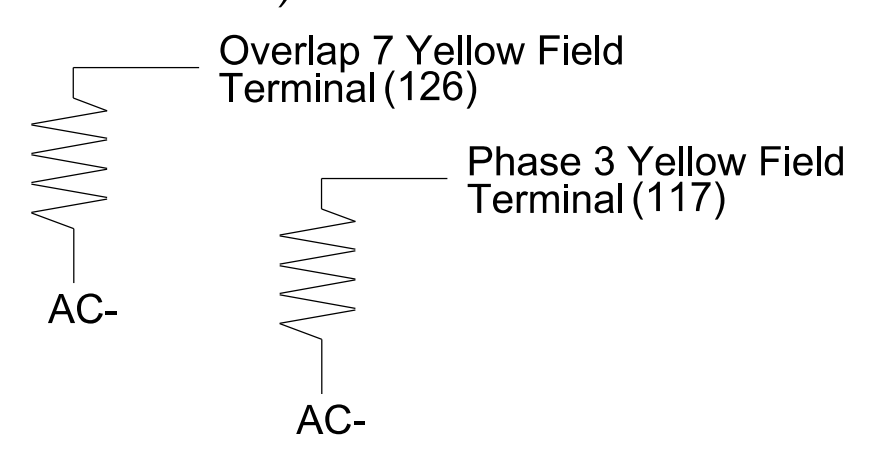 Overlap 7 Yellow Field
Terminal (126)
Phase 3 Yellow Field
Terminal (117)
AC-
AC-